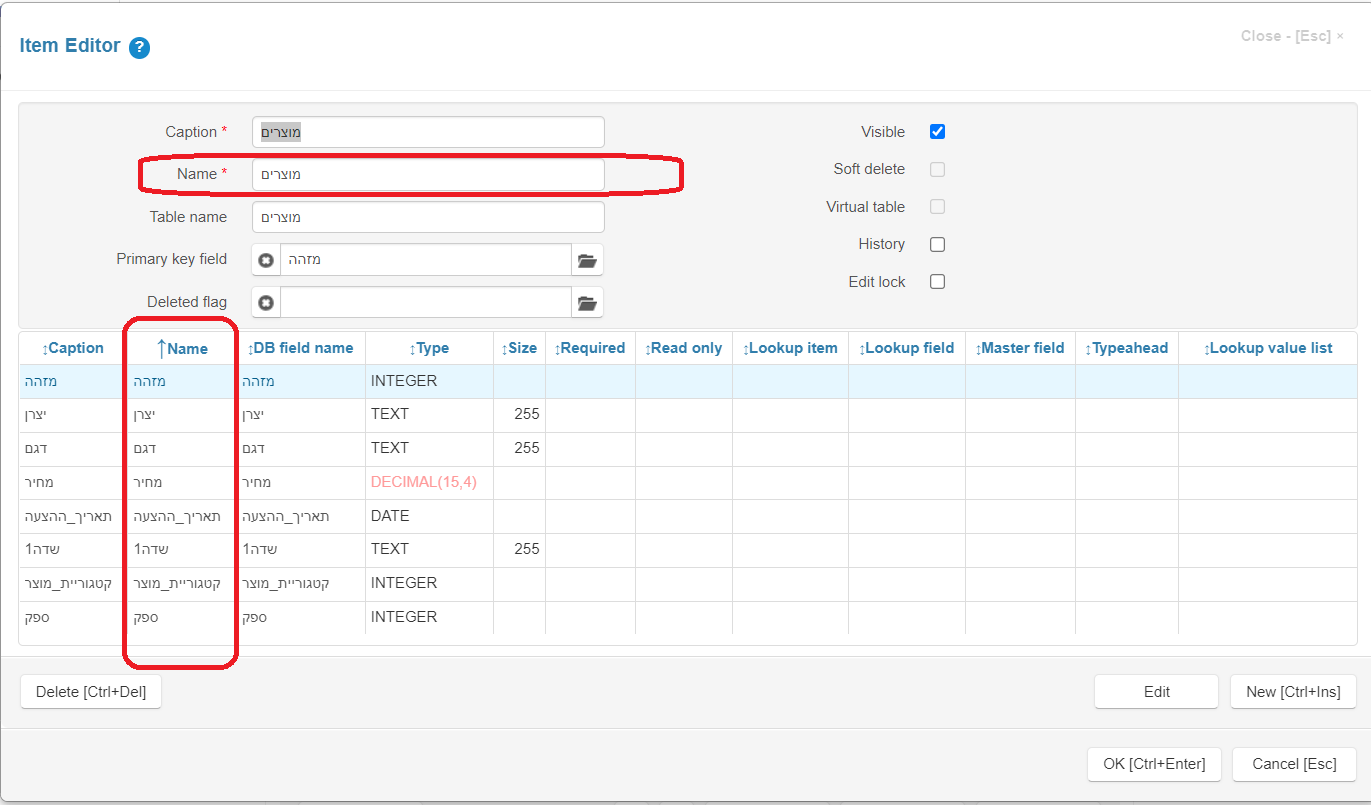 Item Editor ?
Close - [Esc] ×
Caption * מוצרים
Visible
Name * מוצרים
Soft delete
Table name מוצרים
Virtual table
Primary key field מזהה
History
Deleted flag
Edit lock
↕Caption ↑Name ↕DB field name ↕Type ↕Size ↕Required ↕Read only ↕Lookup item ↕Lookup field ↕Master field ↕Typeahead ↕Lookup value list
מזהה מזהה מזהה INTEGER
יצרן יצרן יצרן TEXT 255
דגם דגם דגם TEXT 255
מחיר מחיר מחיר DECIMAL(15,4)
תאריך_ההצעה תאריך_ההצעה תאריך_ההצעה DATE
שדה1 שדה1 שדה1 TEXT 255
קטגוריית_מוצר קטגוריית_מוצר קטגוריית_מוצר INTEGER
ספק ספק ספק INTEGER
Delete [Ctrl+Del] Edit New [Ctrl+Ins]
OK [Ctrl+Enter] Cancel [Esc]